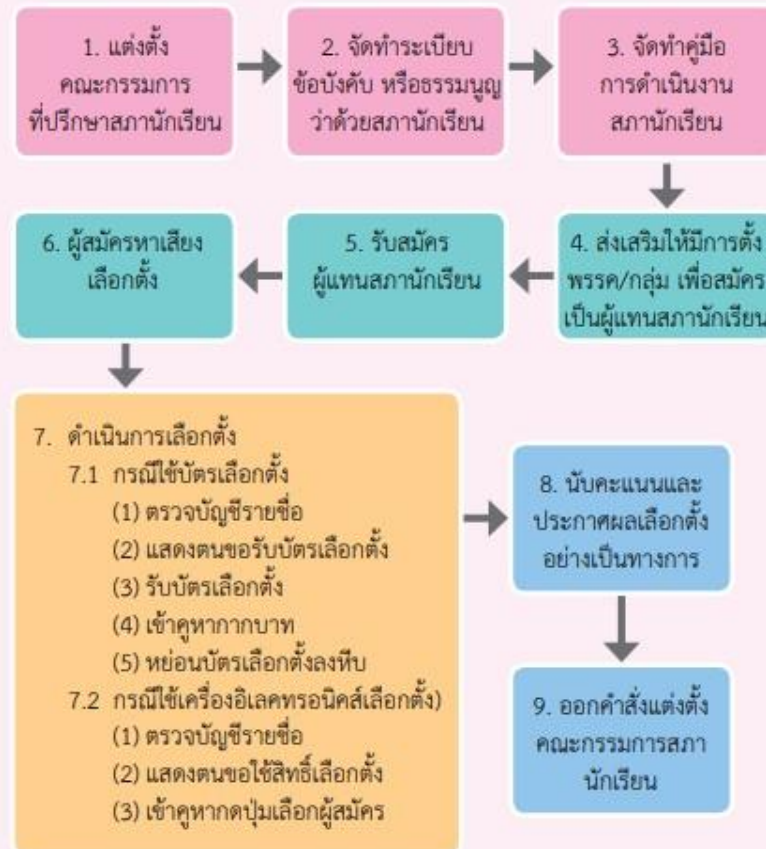 1. แต่งตั้ง
คณะกรรมการ
ที่ปรึกษาสภานักเรียน
2. จัดทำระเบียบ
ข้อบังคับ หรือธรรมนูญ
ว่าด้วยสภานักเรียน
3. จัดทำคู่มือ
การดำเนินงาน
สภานักเรียน
4. ส่งเสริมให้มีการตั้ง
พรรค/กลุ่ม เพื่อสมัคร
เป็นผู้แทนสภานักเรียน
5. รับสมัคร
ผู้แทนสภานักเรียน
6. ผู้สมัครหาเสียง
เลือกตั้ง
7. ดำเนินการเลือกตั้ง
7.1 กรณีใช้บัตรเลือกตั้ง
(1) ตรวจบัญชีรายชื่อ
(2) แสดงตนขอรับบัตรเลือกตั้ง
(3) รับบัตรเลือกตั้ง
(4) เข้าคูหากากบาท
(5) หย่อนบัตรเลือกตั้งลงหีบ
7.2 กรณีใช้เครื่องอิเลคทรอนิคส์เลือกตั้ง)
(1) ตรวจบัญชีรายชื่อ
(2) แสดงตนขอใช้สิทธิ์เลือกตั้ง
(3) เข้าคูหากดปุ่มเลือกผู้สมัคร
8. นับคะแนนและ
ประกาศผลเลือกตั้ง
อย่างเป็นทางการ
9. ออกคำสั่งแต่งตั้ง
คณะกรรมการสภา
นักเรียน